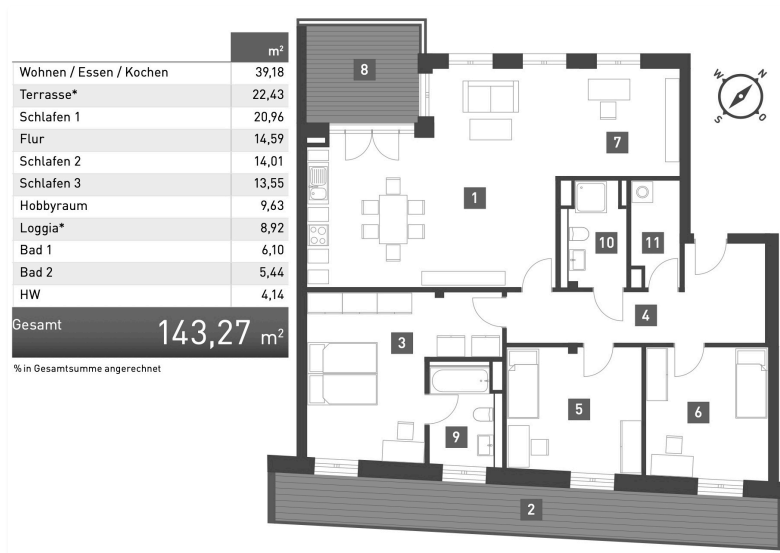 m²
Wohnen / Essen / Kochen 39,18
Terrasse* 22,43
Schlafen 1 20,96
Flur 14,59
Schlafen 2 14,01
Schlafen 3 13,55
Hobbyraum 9,63
Loggia* 8,92
Bad 1 6,10
Bad 2 5,44
HW 4,14
Gesamt 143,27 m²
% in Gesamtsumme angerechnet
8
7
1
10
11
4
3
5
6
9
2
W N
S O